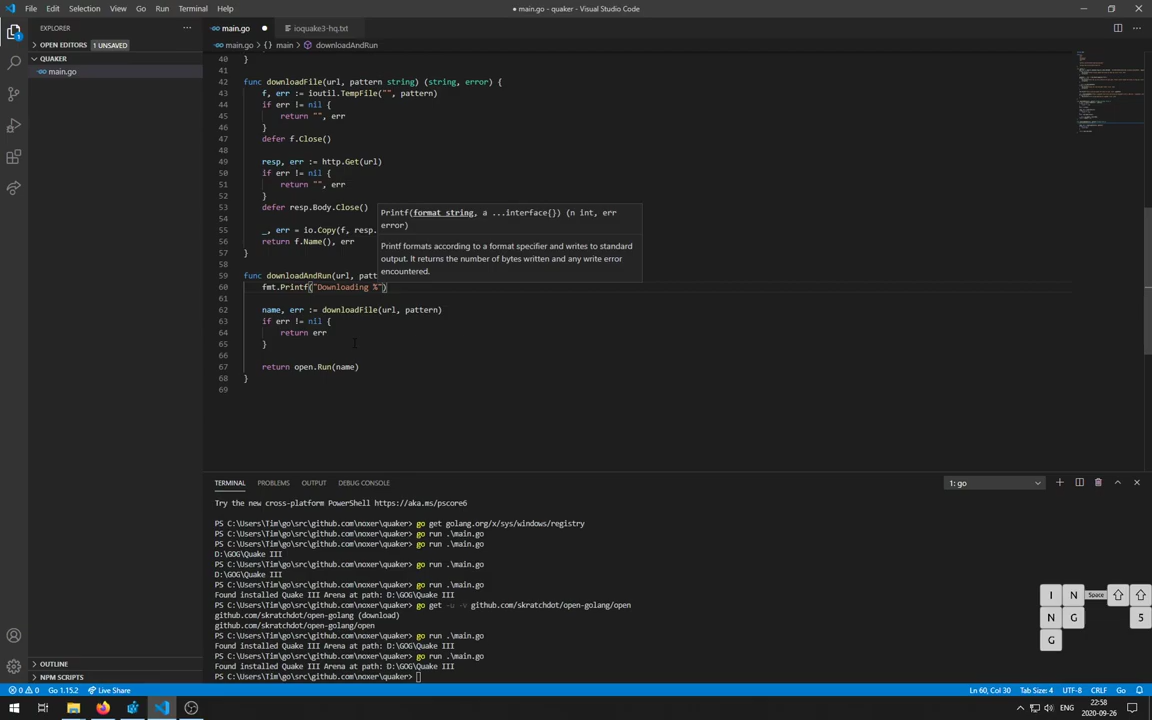 File Edit Selection View Go Run Terminal Help
● main.go - quaker - Visual Studio Code
EXPLORER
OPEN EDITORS 1 UNSAVED
QUAKER
main.go
OUTLINE
NPM SCRIPTS
1
main.go ●
ioquake3-hq.txt
main.go > {} main > downloadAndRun
40 }
41
42 func downloadFile(url, pattern string) (string, error) {
43 f, err := ioutil.TempFile("", pattern)
44 if err != nil {
45 return "", err
46 }
47 defer f.Close()
48
49 resp, err := http.Get(url)
50 if err != nil {
51 return "", err
52 }
53 defer resp.Body.Close()
54
55 _, err = io.Copy(f, resp.
56 return f.Name(), err
57 }
58
59 func downloadAndRun(url, patt
60 fmt.Printf("Downloading %")
61
62 name, err := downloadFile(url, pattern)
63 if err != nil {
64 return err
65 }
66
67 return open.Run(name)
68 }
69
Printf(format string, a ...interface{}) (n int, err
error)
Printf formats according to a format specifier and writes to standard
output. It returns the number of bytes written and any write error
encountered.
TERMINAL PROBLEMS OUTPUT DEBUG CONSOLE
1: go
Try the new cross-platform PowerShell https://aka.ms/pscore6
PS C:\Users\Tim\go\src\github.com\noxer\quaker> go get golang.org/x/sys/windows/registry
PS C:\Users\Tim\go\src\github.com\noxer\quaker> go run .\main.go
PS C:\Users\Tim\go\src\github.com\noxer\quaker> go run .\main.go
D:\GOG\Quake III
PS C:\Users\Tim\go\src\github.com\noxer\quaker> go run .\main.go
D:\GOG\Quake III
PS C:\Users\Tim\go\src\github.com\noxer\quaker> go run .\main.go
Found installed Quake III Arena at path: D:\GOG\Quake III
PS C:\Users\Tim\go\src\github.com\noxer\quaker> go get -u -v github.com/skratchdot/open-golang/open
github.com/skratchdot/open-golang (download)
github.com/skratchdot/open-golang/open
PS C:\Users\Tim\go\src\github.com\noxer\quaker> go run .\main.go
Found installed Quake III Arena at path: D:\GOG\Quake III
PS C:\Users\Tim\go\src\github.com\noxer\quaker> go run .\main.go
Found installed Quake III Arena at path: D:\GOG\Quake III
PS C:\Users\Tim\go\src\github.com\noxer\quaker>
I N Space ⇧ ⇧
N G 5
G
0 0 Go 1.15.2 Live Share
Ln 60, Col 30 Tab Size: 4 UTF-8 CRLF Go
ENG
22:58
2020-09-26